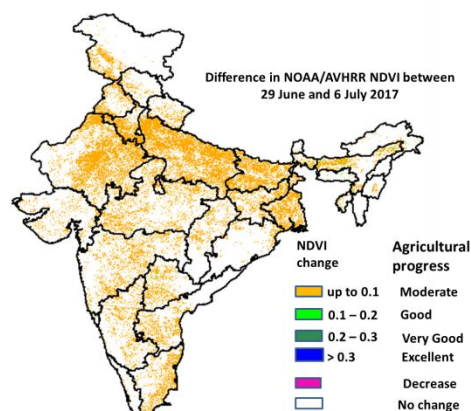 Difference in NOAA/AVHRR NDVI between
29 June and 6 July 2017
NDVI change
Agricultural progress
up to 0.1 Moderate
0.1 – 0.2 Good
0.2 – 0.3 Very Good
> 0.3 Excellent
Decrease
No change